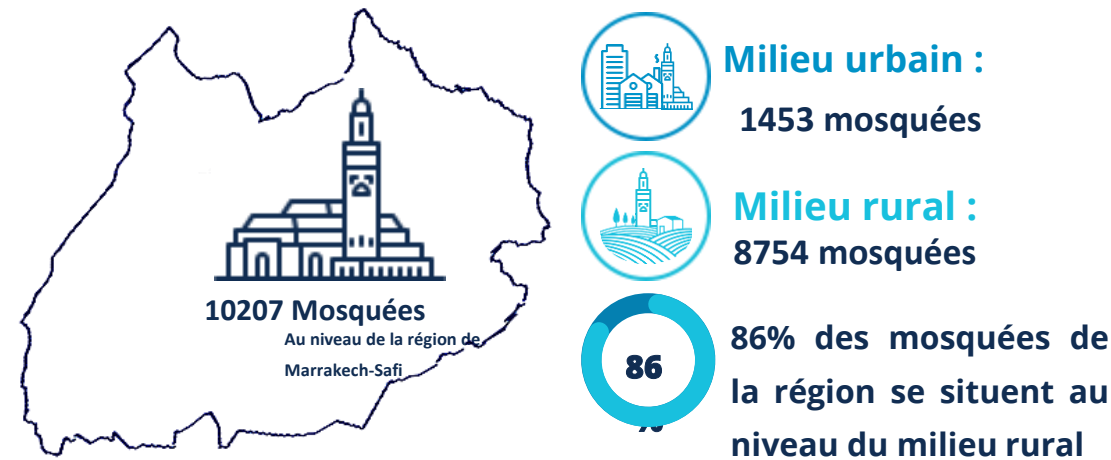 10207 Mosquées
Au niveau de la région de
Marrakech-Safi
Milieu urbain :
1453 mosquées
Milieu rural :
8754 mosquées
86
%
86% des mosquées de
la région se situent au
niveau du milieu rural